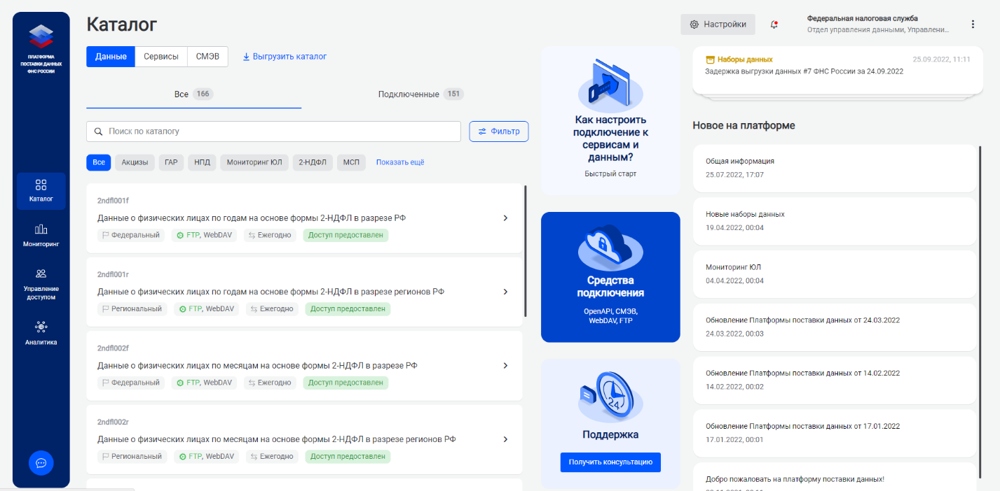 ПЛАТФОРМА
ПОСТАВКИ ДАННЫХ
ФНС РОССИИ
Каталог
Мониторинг
Управление
доступом
Аналитика
Каталог
Настройки
Федеральная налоговая служба
Отдел управления данными, Управлени...
Данные
Сервисы
СМЭВ
Выгрузить каталог
Все 166
Подключенные 151
Поиск по каталогу
Фильтр
Все
Акцизы
ГАР
НПД
Мониторинг ЮЛ
2-НДФЛ
МСП
Показать ещё
2ndfl001f
Данные о физических лицах по годам на основе формы 2-НДФЛ в разрезе РФ
Федеральный
FTP, WebDAV
Ежегодно
Доступ предоставлен
2ndfl001r
Данные о физических лицах по годам на основе формы 2-НДФЛ в разрезе регионов РФ
Региональный
FTP, WebDAV
Ежегодно
Доступ предоставлен
2ndfl002f
Данные о физических лицах по месяцам на основе формы 2-НДФЛ в разрезе РФ
Федеральный
FTP, WebDAV
Ежегодно
Доступ предоставлен
2ndfl002r
Данные о физических лицах по месяцам на основе формы 2-НДФЛ в разрезе регионов РФ
Региональный
FTP, WebDAV
Ежегодно
Доступ предоставлен
Как настроить
подключение к
сервисам и
данным?
Быстрый старт
Средства
подключения
OpenAPI, СМЭВ,
WebDAV, FTP
24
Поддержка
Получить консультацию
Наборы данных
25.09.2022, 11:11
Задержка выгрузки данных #7 ФНС России за 24.09.2022
Новое на платформе
Общая информация
25.07.2022, 17:07
Новые наборы данных
19.04.2022, 00:04
Мониторинг ЮЛ
04.04.2022, 00:04
Обновление Платформы поставки данных от 24.03.2022
24.03.2022, 00:03
Обновление Платформы поставки данных от 14.02.2022
14.02.2022, 00:02
Обновление Платформы поставки данных от 17.01.2022
17.01.2022, 00:01
Добро пожаловать на платформу поставки данных!